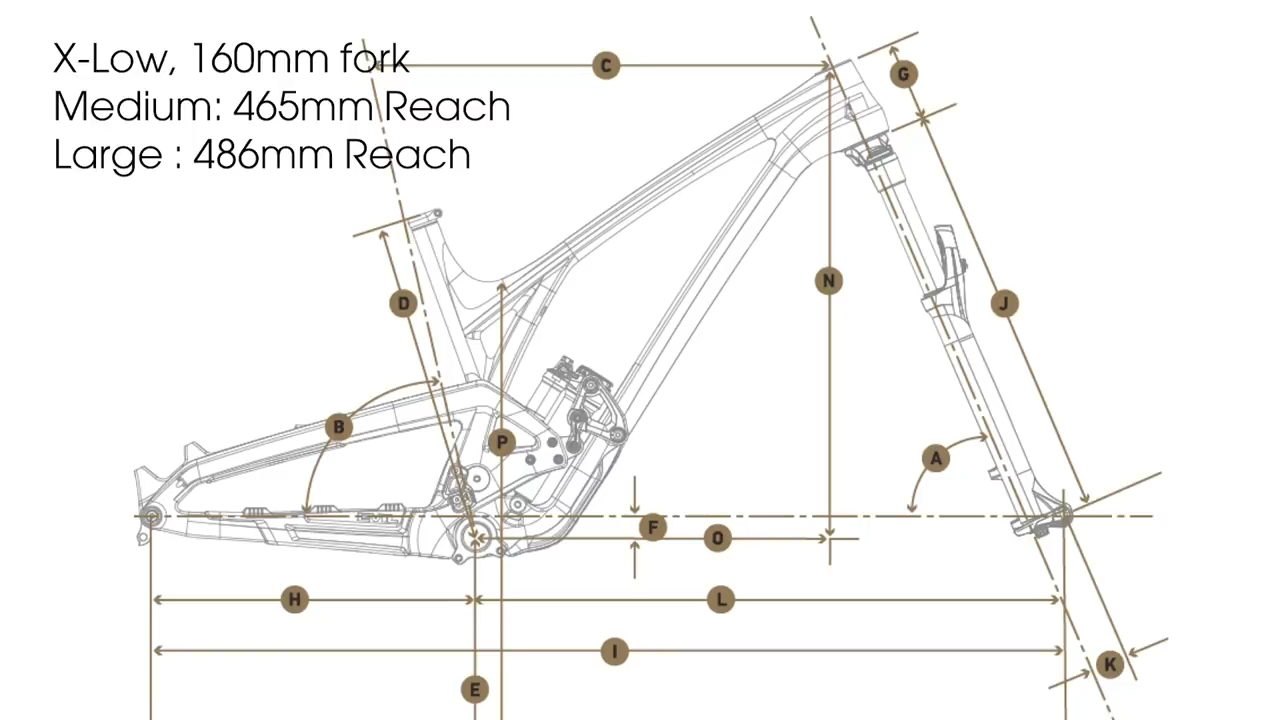 X-Low, 160mm fork
Medium: 465mm Reach
Large : 486mm Reach
C
G
N
D
J
B
P
A
F
O
H
L
I
K
E